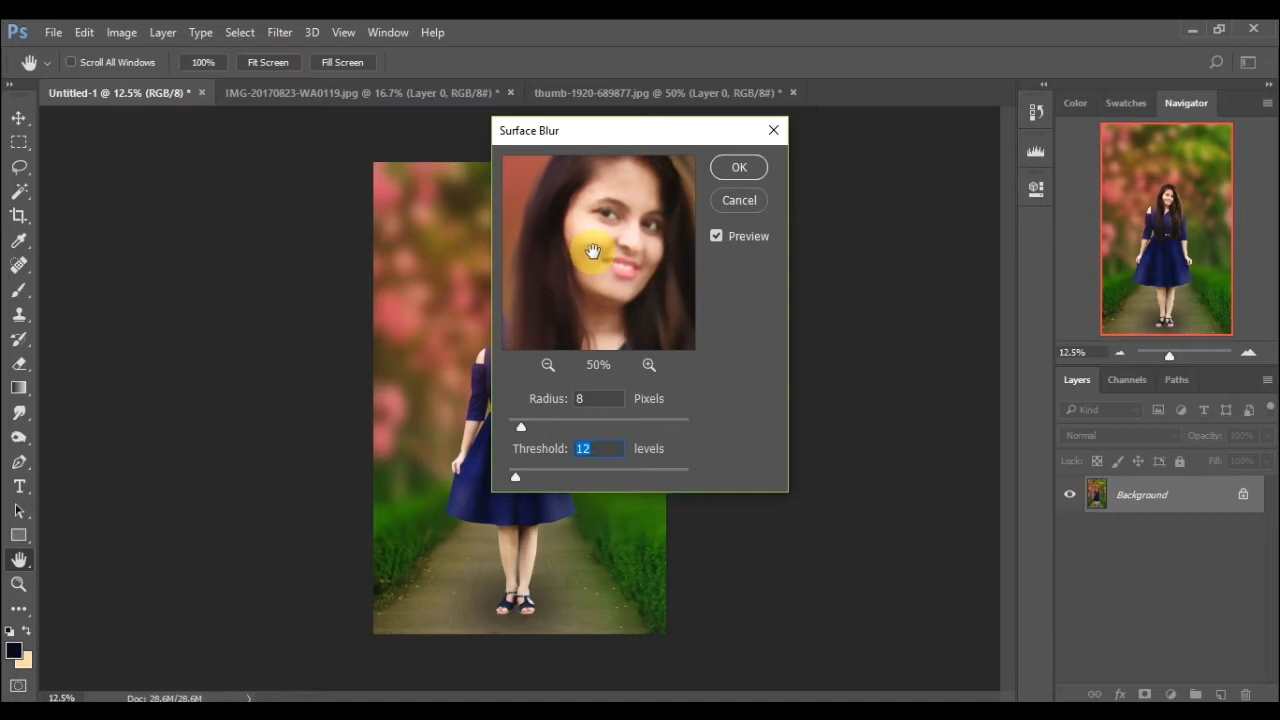 Ps File Edit Image Layer Type Select Filter 3D View Window Help
Scroll All Windows 100% Fit Screen Fill Screen
Untitled-1 @ 12.5% (RGB/8) * × IMG-20170823-WA0119.jpg @ 16.7% (Layer 0, RGB/8#) * × thumb-1920-689877.jpg @ 50% (Layer 0, RGB/8#) * ×
Color Swatches Navigator
Surface Blur
OK
Cancel
Preview
50%
Radius: 8 Pixels
Threshold: 12 levels
12.5%
Layers Channels Paths
Kind
Normal Opacity: 100%
Lock: Fill: 100%
Background
12.5% Doc: 28.6M/28.6M